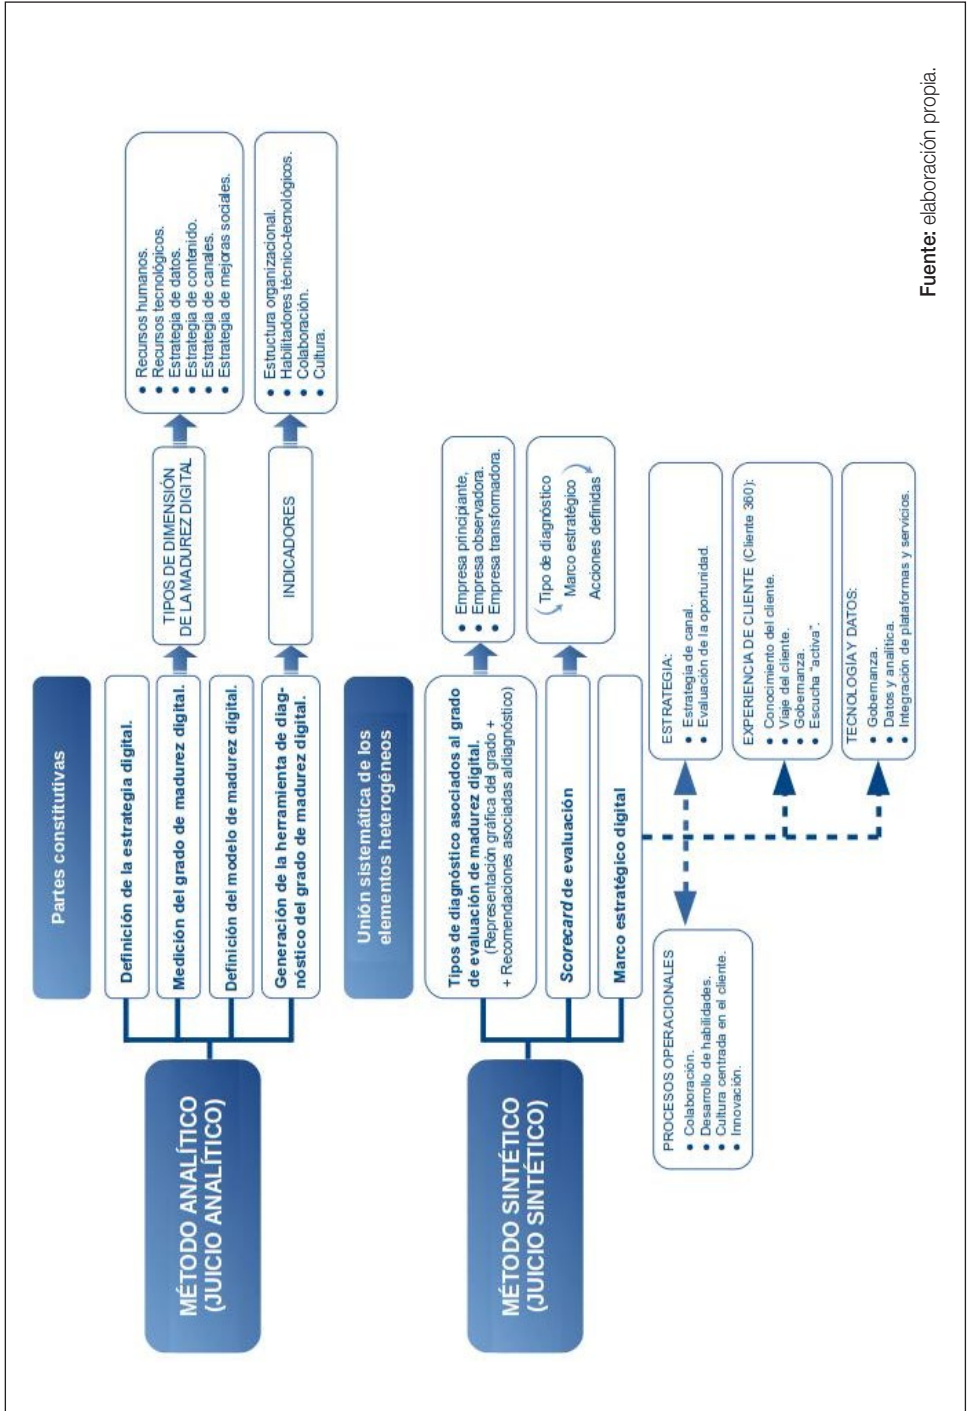 Partes constitutivas
MÉTODO ANALÍTICO
(JUICIO ANALÍTICO)
Definición de la estrategia digital.
Medición del grado de madurez digital.
Definición del modelo de madurez digital.
Generación de la herramienta de diag-
nóstico del grado de madurez digital.
TIPOS DE DIMENSIÓN
DE LA MADUREZ DIGITAL
• Recursos humanos.
• Recursos tecnológicos.
• Estrategia de datos.
• Estrategia de contenido.
• Estrategia de canales.
• Estrategia de mejoras sociales.
INDICADORES
• Estructura organizacional.
• Habilitadores técnico-tecnológicos.
• Colaboración.
• Cultura.
Unión sistemática de los
elementos heterogéneos
MÉTODO SINTÉTICO
(JUICIO SINTÉTICO)
Tipos de diagnóstico asociados al grado
de evaluación de madurez digital.
(Representación gráfica del grado +
+ Recomendaciones asociadas aldiagnóstico)
• Empresa principiante,
• Empresa observadora.
• Empresa transformadora.
Scorecard de evaluación
Tipo de diagnóstico
Marco estratégico
Acciones definidas
Marco estratégico digital
PROCESOS OPERACIONALES
• Colaboración.
• Desarrollo de habilidades.
• Cultura centrada en el cliente.
• Innovación.
ESTRATEGIA:
• Estrategia de canal.
• Evaluación de la oportunidad.
EXPERIENCIA DE CLIENTE (Cliente 360):
• Conocimiento del cliente.
• Viaje del cliente.
• Gobernanza.
• Escucha "activa".
TECNOLOGIA Y DATOS:
• Gobernanza.
• Datos y analítica.
• Integración de plataformas y servicios.
Fuente: elaboración propia.